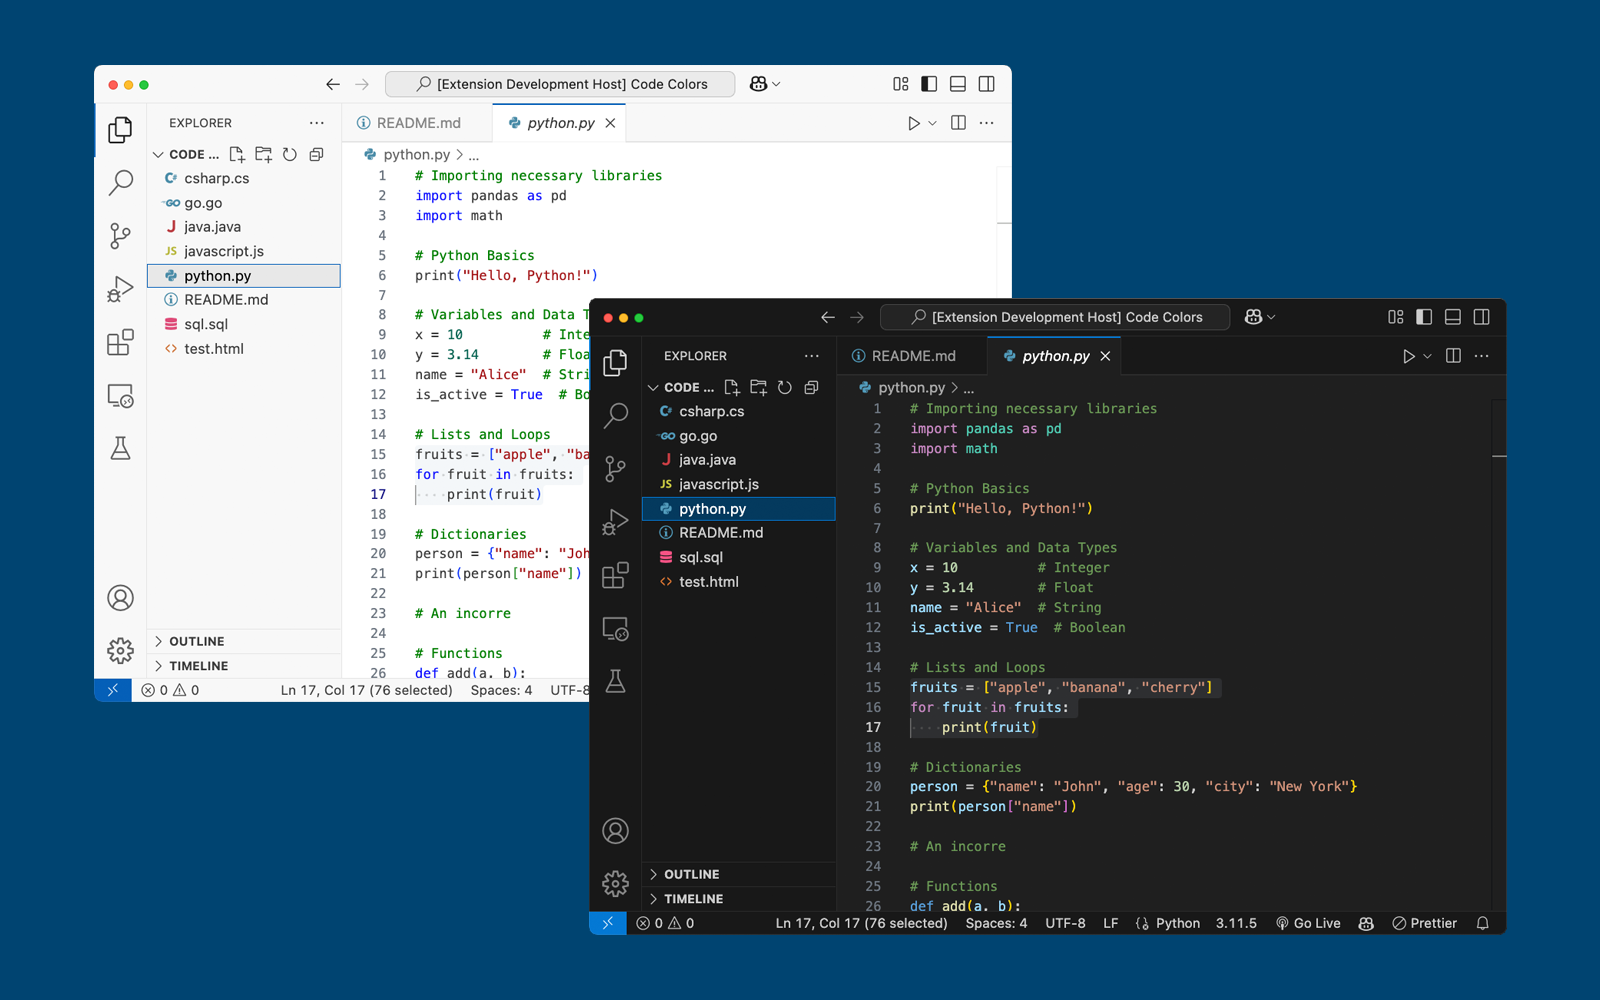 [Extension Development Host] Code Colors
EXPLORER
README.md
python.py
CODE ...
python.py > ...
csharp.cs
go.go
java.java
javascript.js
python.py
README.md
sql.sql
test.html
1 # Importing necessary libraries
2 import pandas as pd
3 import math
4
5 # Python Basics
6 print("Hello, Python!")
7
8 # Variables and Data T
9 x = 10          # Inte
10 y = 3.14        # Floa
11 name = "Alice"  # Stri
12 is_active = True  # Bo
13
14 # Lists and Loops
15 fruits = ["apple", "ba
16 for fruit in fruits:
17 ····print(fruit)
18
19 # Dictionaries
20 person = {"name": "Joh
21 print(person["name"])
22
23 # An incorre
24
25 # Functions
26 def add(a, b):
OUTLINE
TIMELINE
0 0 Ln 17, Col 17 (76 selected) Spaces: 4 UTF-8
[Extension Development Host] Code Colors
EXPLORER
README.md
python.py
CODE ...
python.py > ...
csharp.cs
go.go
java.java
javascript.js
python.py
README.md
sql.sql
test.html
1 # Importing necessary libraries
2 import pandas as pd
3 import math
4
5 # Python Basics
6 print("Hello, Python!")
7
8 # Variables and Data Types
9 x = 10          # Integer
10 y = 3.14        # Float
11 name = "Alice"  # String
12 is_active = True  # Boolean
13
14 # Lists and Loops
15 fruits = ["apple", "banana", "cherry"]
16 for fruit in fruits:
17 ····print(fruit)
18
19 # Dictionaries
20 person = {"name": "John", "age": 30, "city": "New York"}
21 print(person["name"])
22
23 # An incorre
24
25 # Functions
26 def add(a, b):
OUTLINE
TIMELINE
0 0 Ln 17, Col 17 (76 selected) Spaces: 4 UTF-8 LF {} Python 3.11.5 Go Live Prettier